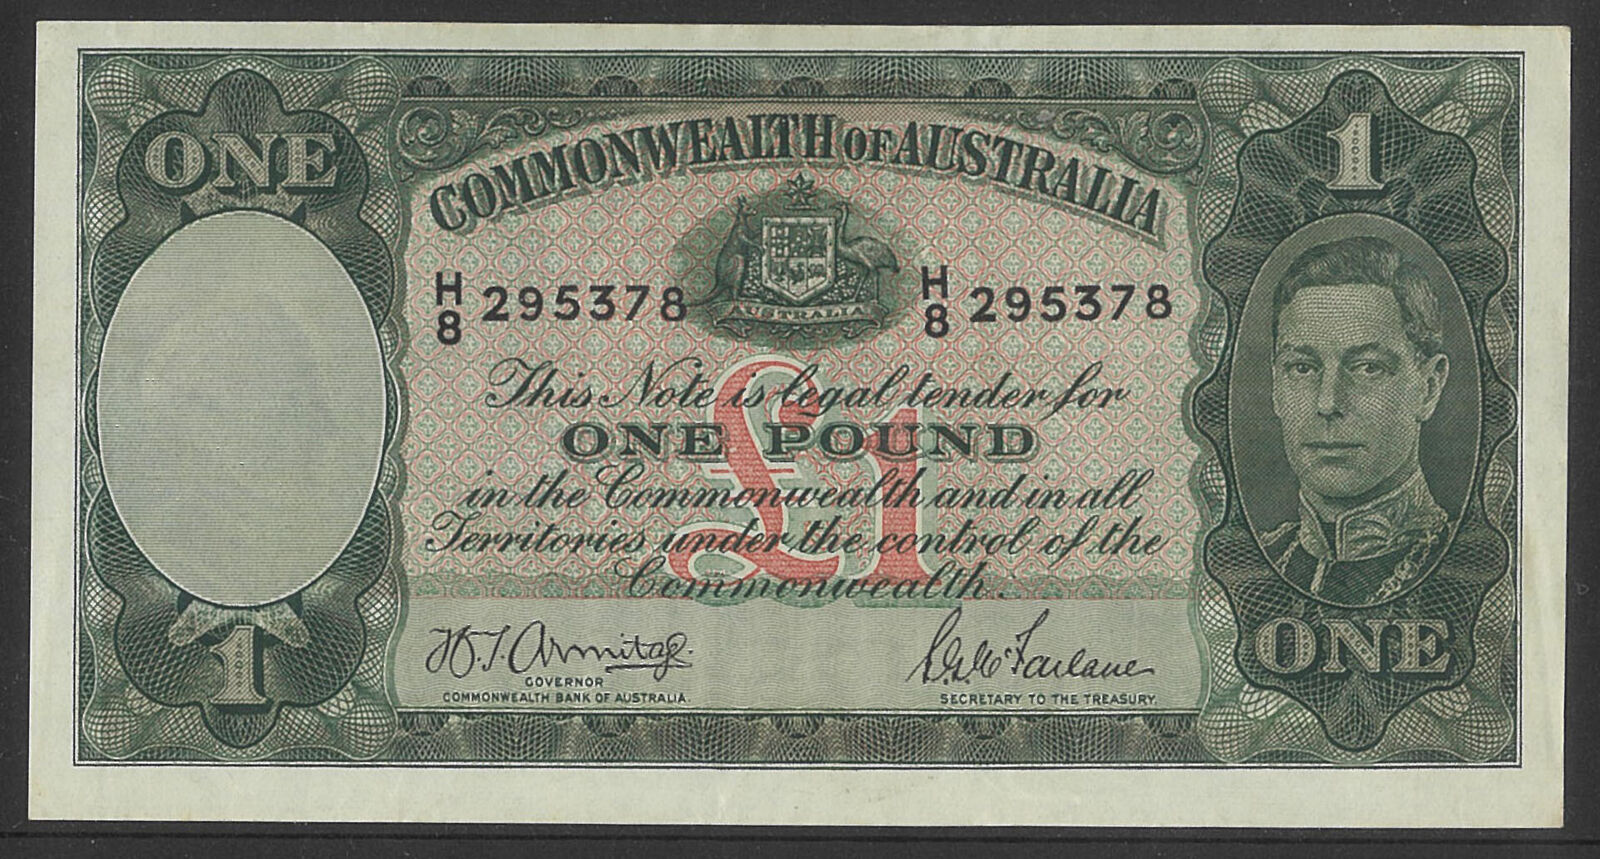 ONE
1
COMMONWEALTH OF AUSTRALIA
AUSTRALIA
H/8 295378
H/8 295378
This Note is legal tender for
ONE POUND
£1
in the Commonwealth and in all
Territories under the control of the
Commonwealth.
H.T. Armitage.
GOVERNOR
COMMONWEALTH BANK OF AUSTRALIA.
S.G. McFarlane
SECRETARY TO THE TREASURY
1
ONE